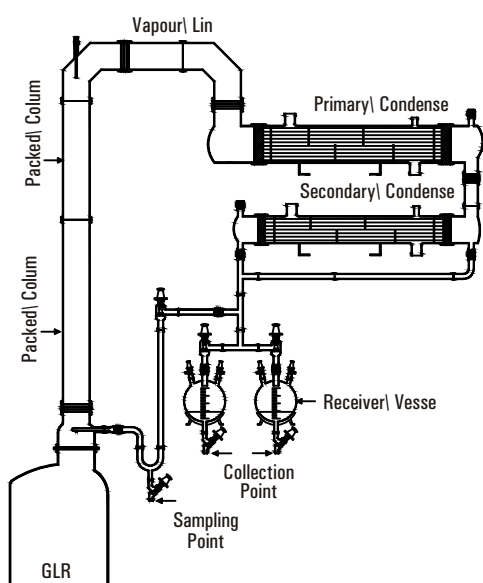 Vapour\ Lin
Packed\ Colum
Primary\ Condense
Secondary\ Condense
Packed\ Colum
Receiver\ Vesse
Collection
Point
Sampling
Point
GLR